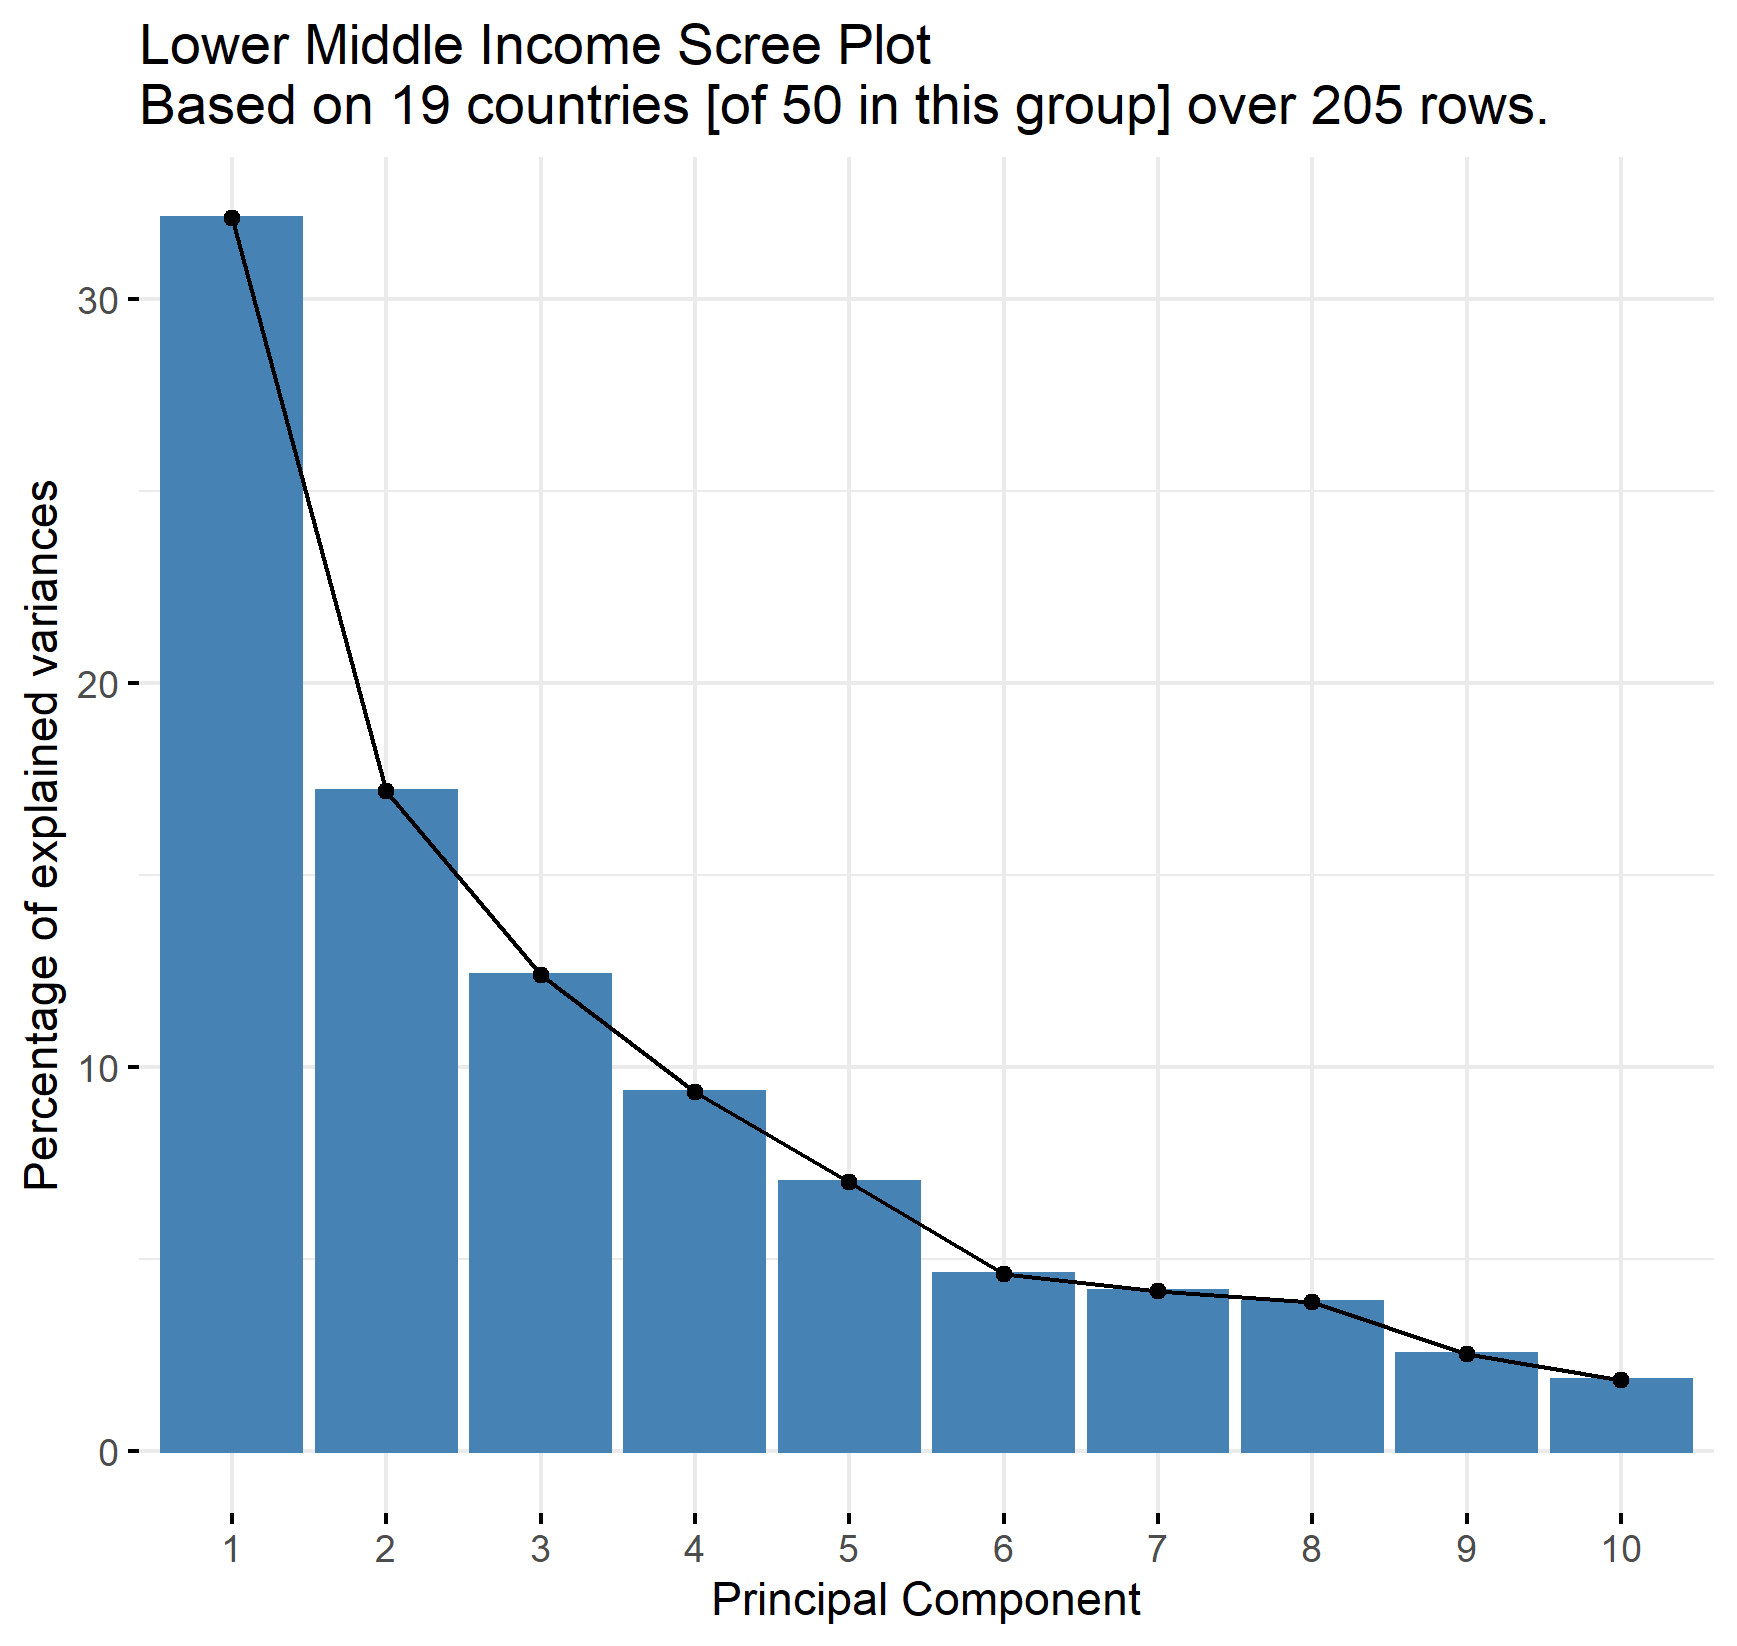 Lower Middle Income Scree Plot
Based on 19 countries [of 50 in this group] over 205 rows.
Percentage of explained variances
30
20
10
0
1 2 3 4 5 6 7 8 9 10
Principal Component